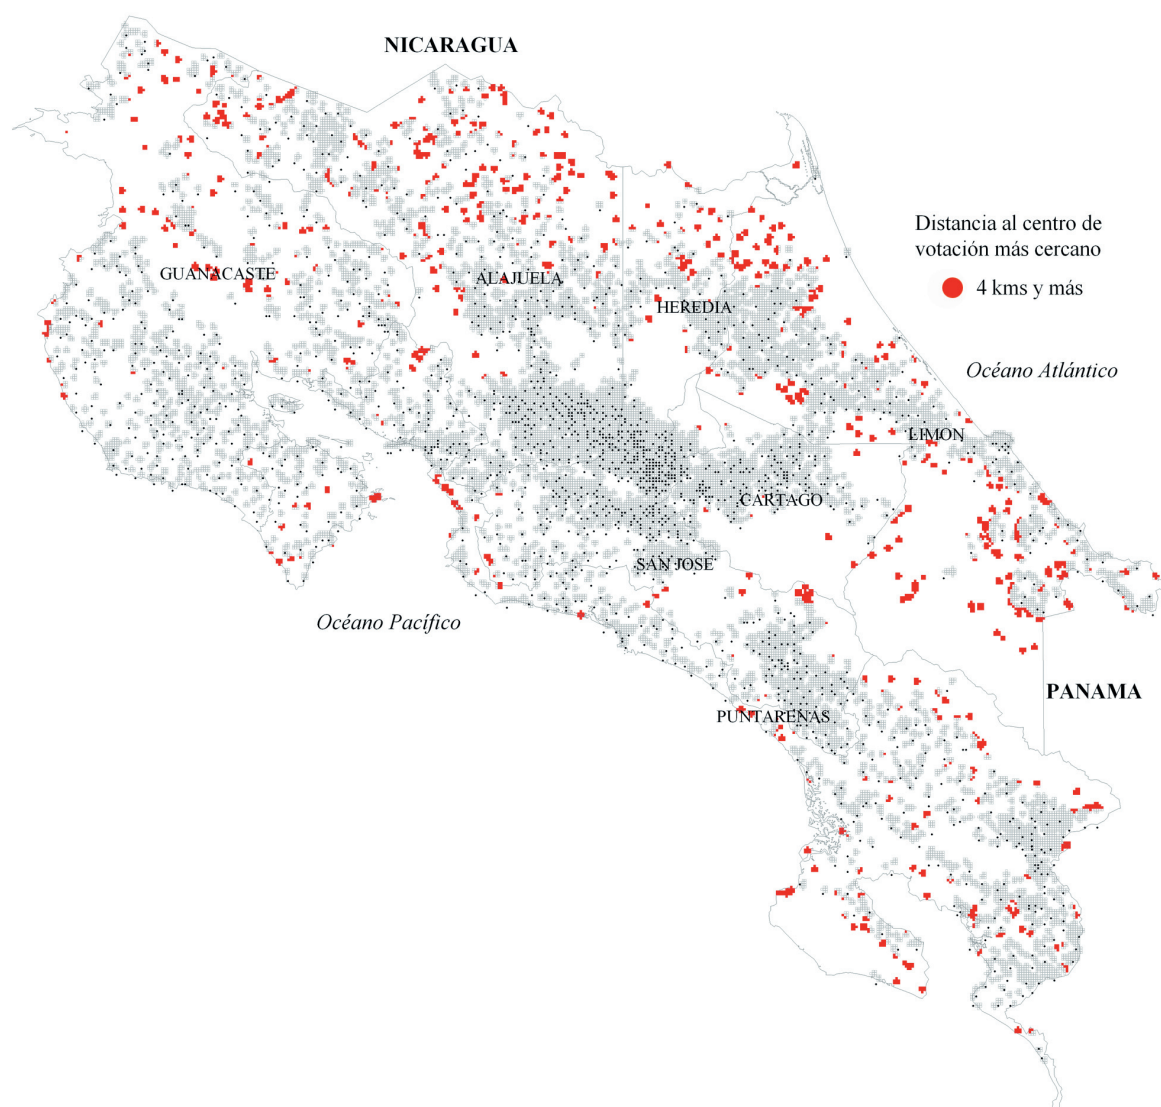 NICARAGUA
Distancia al centro de
votación más cercano
4 kms y más
GUANACASTE
ALAJUELA
HEREDIA
Océano Atlántico
LIMON
CARTAGO
SAN JOSE
Océano Pacífico
PANAMA
PUNTARENAS